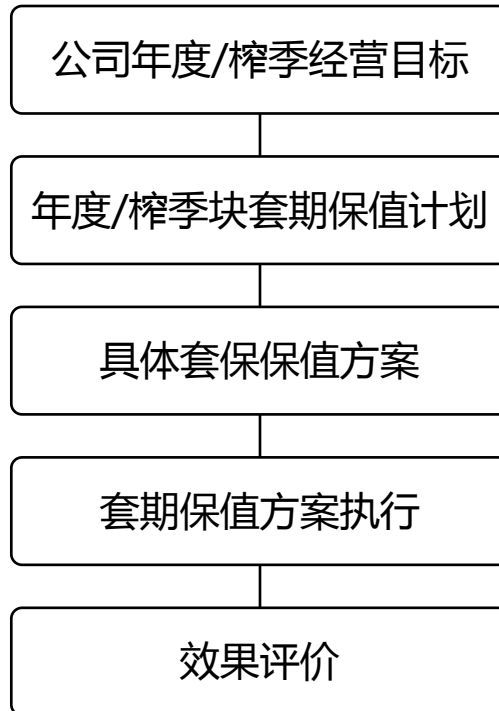 公司年度/榨季经营目标
年度/榨季块套期保值计划
具体套保保值方案
套期保值方案执行
效果评价